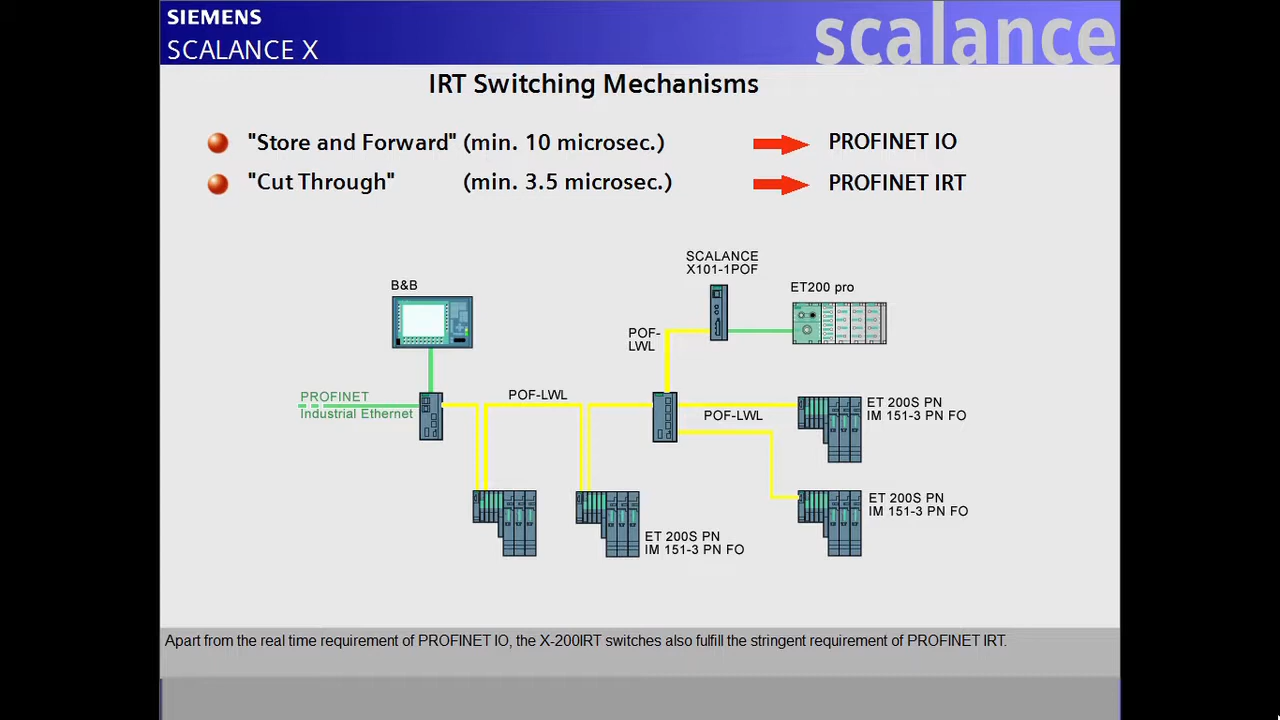 SIEMENS
SCALANCE X
scalance
IRT Switching Mechanisms
"Store and Forward" (min. 10 microsec.) PROFINET IO
"Cut Through" (min. 3.5 microsec.) PROFINET IRT
SCALANCE
X101-1POF
B&B
ET200 pro
POF-
LWL
PROFINET
Industrial Ethernet
POF-LWL
POF-LWL
ET 200S PN
IM 151-3 PN FO
ET 200S PN
IM 151-3 PN FO
ET 200S PN
IM 151-3 PN FO
Apart from the real time requirement of PROFINET IO, the X-200IRT switches also fulfill the stringent requirement of PROFINET IRT.